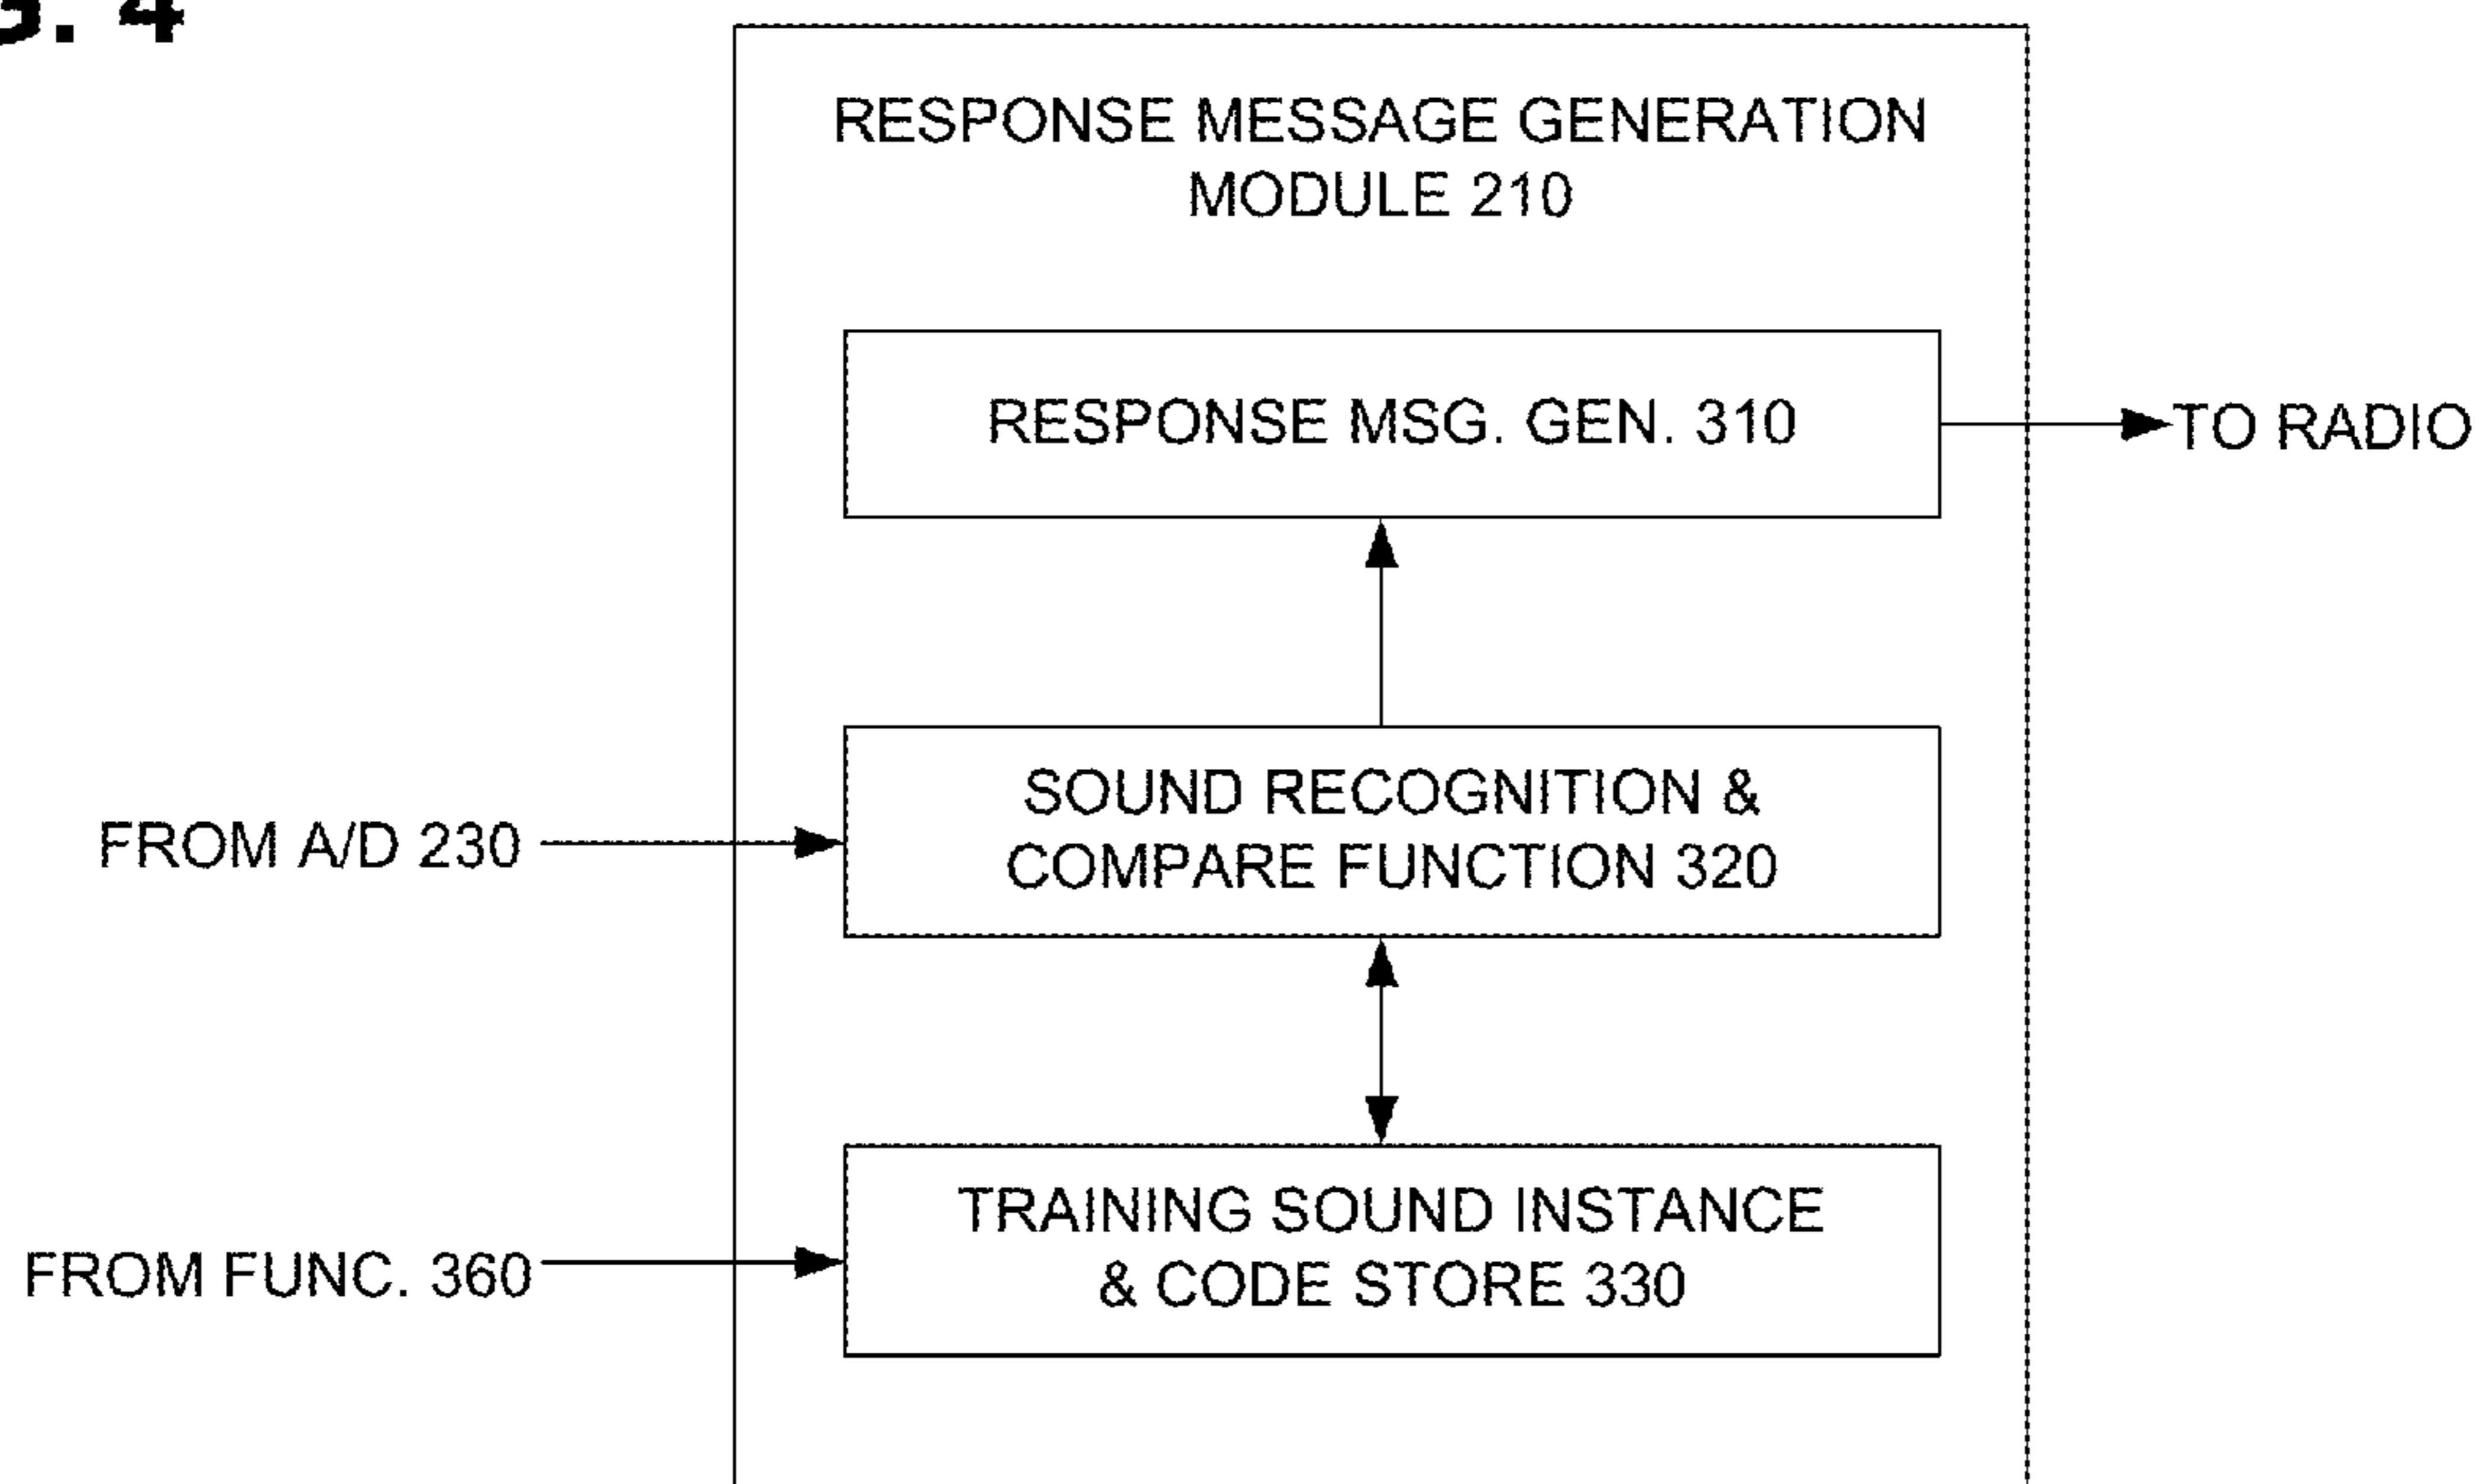 . 4
RESPONSE MESSAGE GENERATION
MODULE 210
RESPONSE MSG. GEN. 310
TO RADIO
SOUND RECOGNITION &
COMPARE FUNCTION 320
FROM A/D 230
TRAINING SOUND INSTANCE
& CODE STORE 330
FROM FUNC. 360